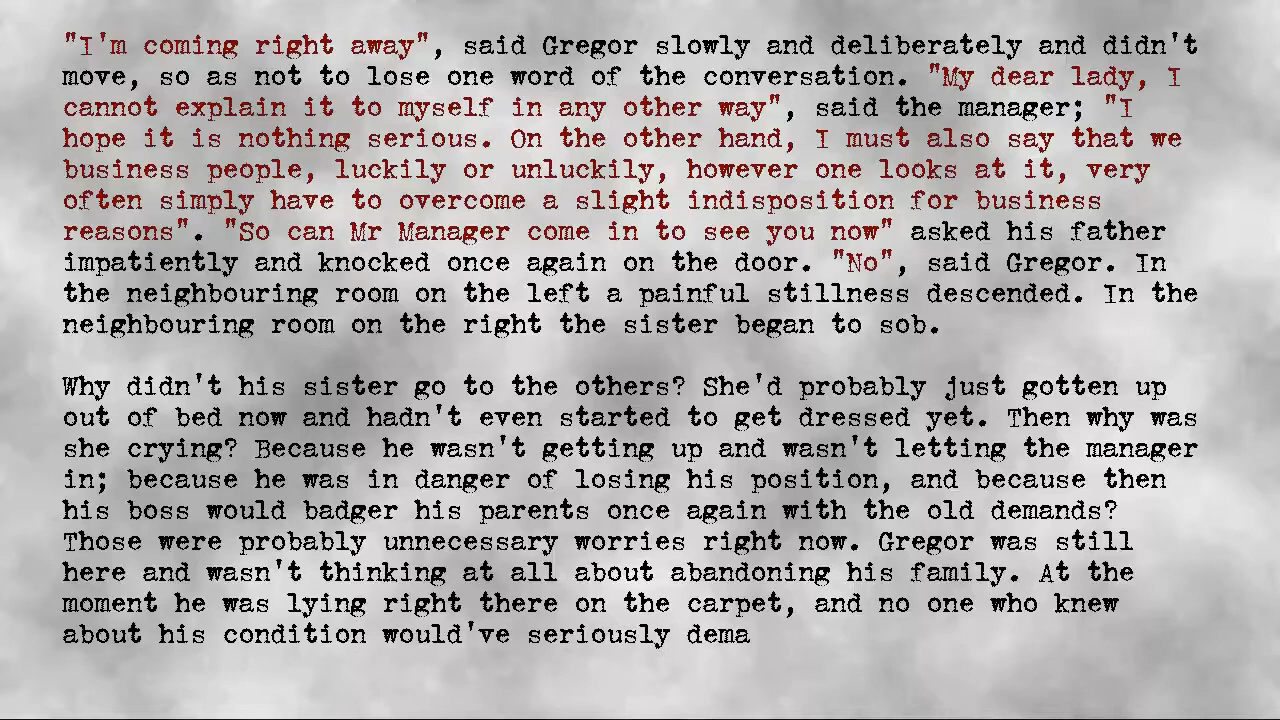 "I'm coming right away", said Gregor slowly and deliberately and didn't
move, so as not to lose one word of the conversation. "My dear lady, I
cannot explain it to myself in any other way", said the manager; "I
hope it is nothing serious. On the other hand, I must also say that we
business people, luckily or unluckily, however one looks at it, very
often simply have to overcome a slight indisposition for business
reasons". "So can Mr Manager come in to see you now" asked his father
impatiently and knocked once again on the door. "No", said Gregor. In
the neighbouring room on the left a painful stillness descended. In the
neighbouring room on the right the sister began to sob.

Why didn't his sister go to the others? She'd probably just gotten up
out of bed now and hadn't even started to get dressed yet. Then why was
she crying? Because he wasn't getting up and wasn't letting the manager
in; because he was in danger of losing his position, and because then
his boss would badger his parents once again with the old demands?
Those were probably unnecessary worries right now. Gregor was still
here and wasn't thinking at all about abandoning his family. At the
moment he was lying right there on the carpet, and no one who knew
about his condition would've seriously dema